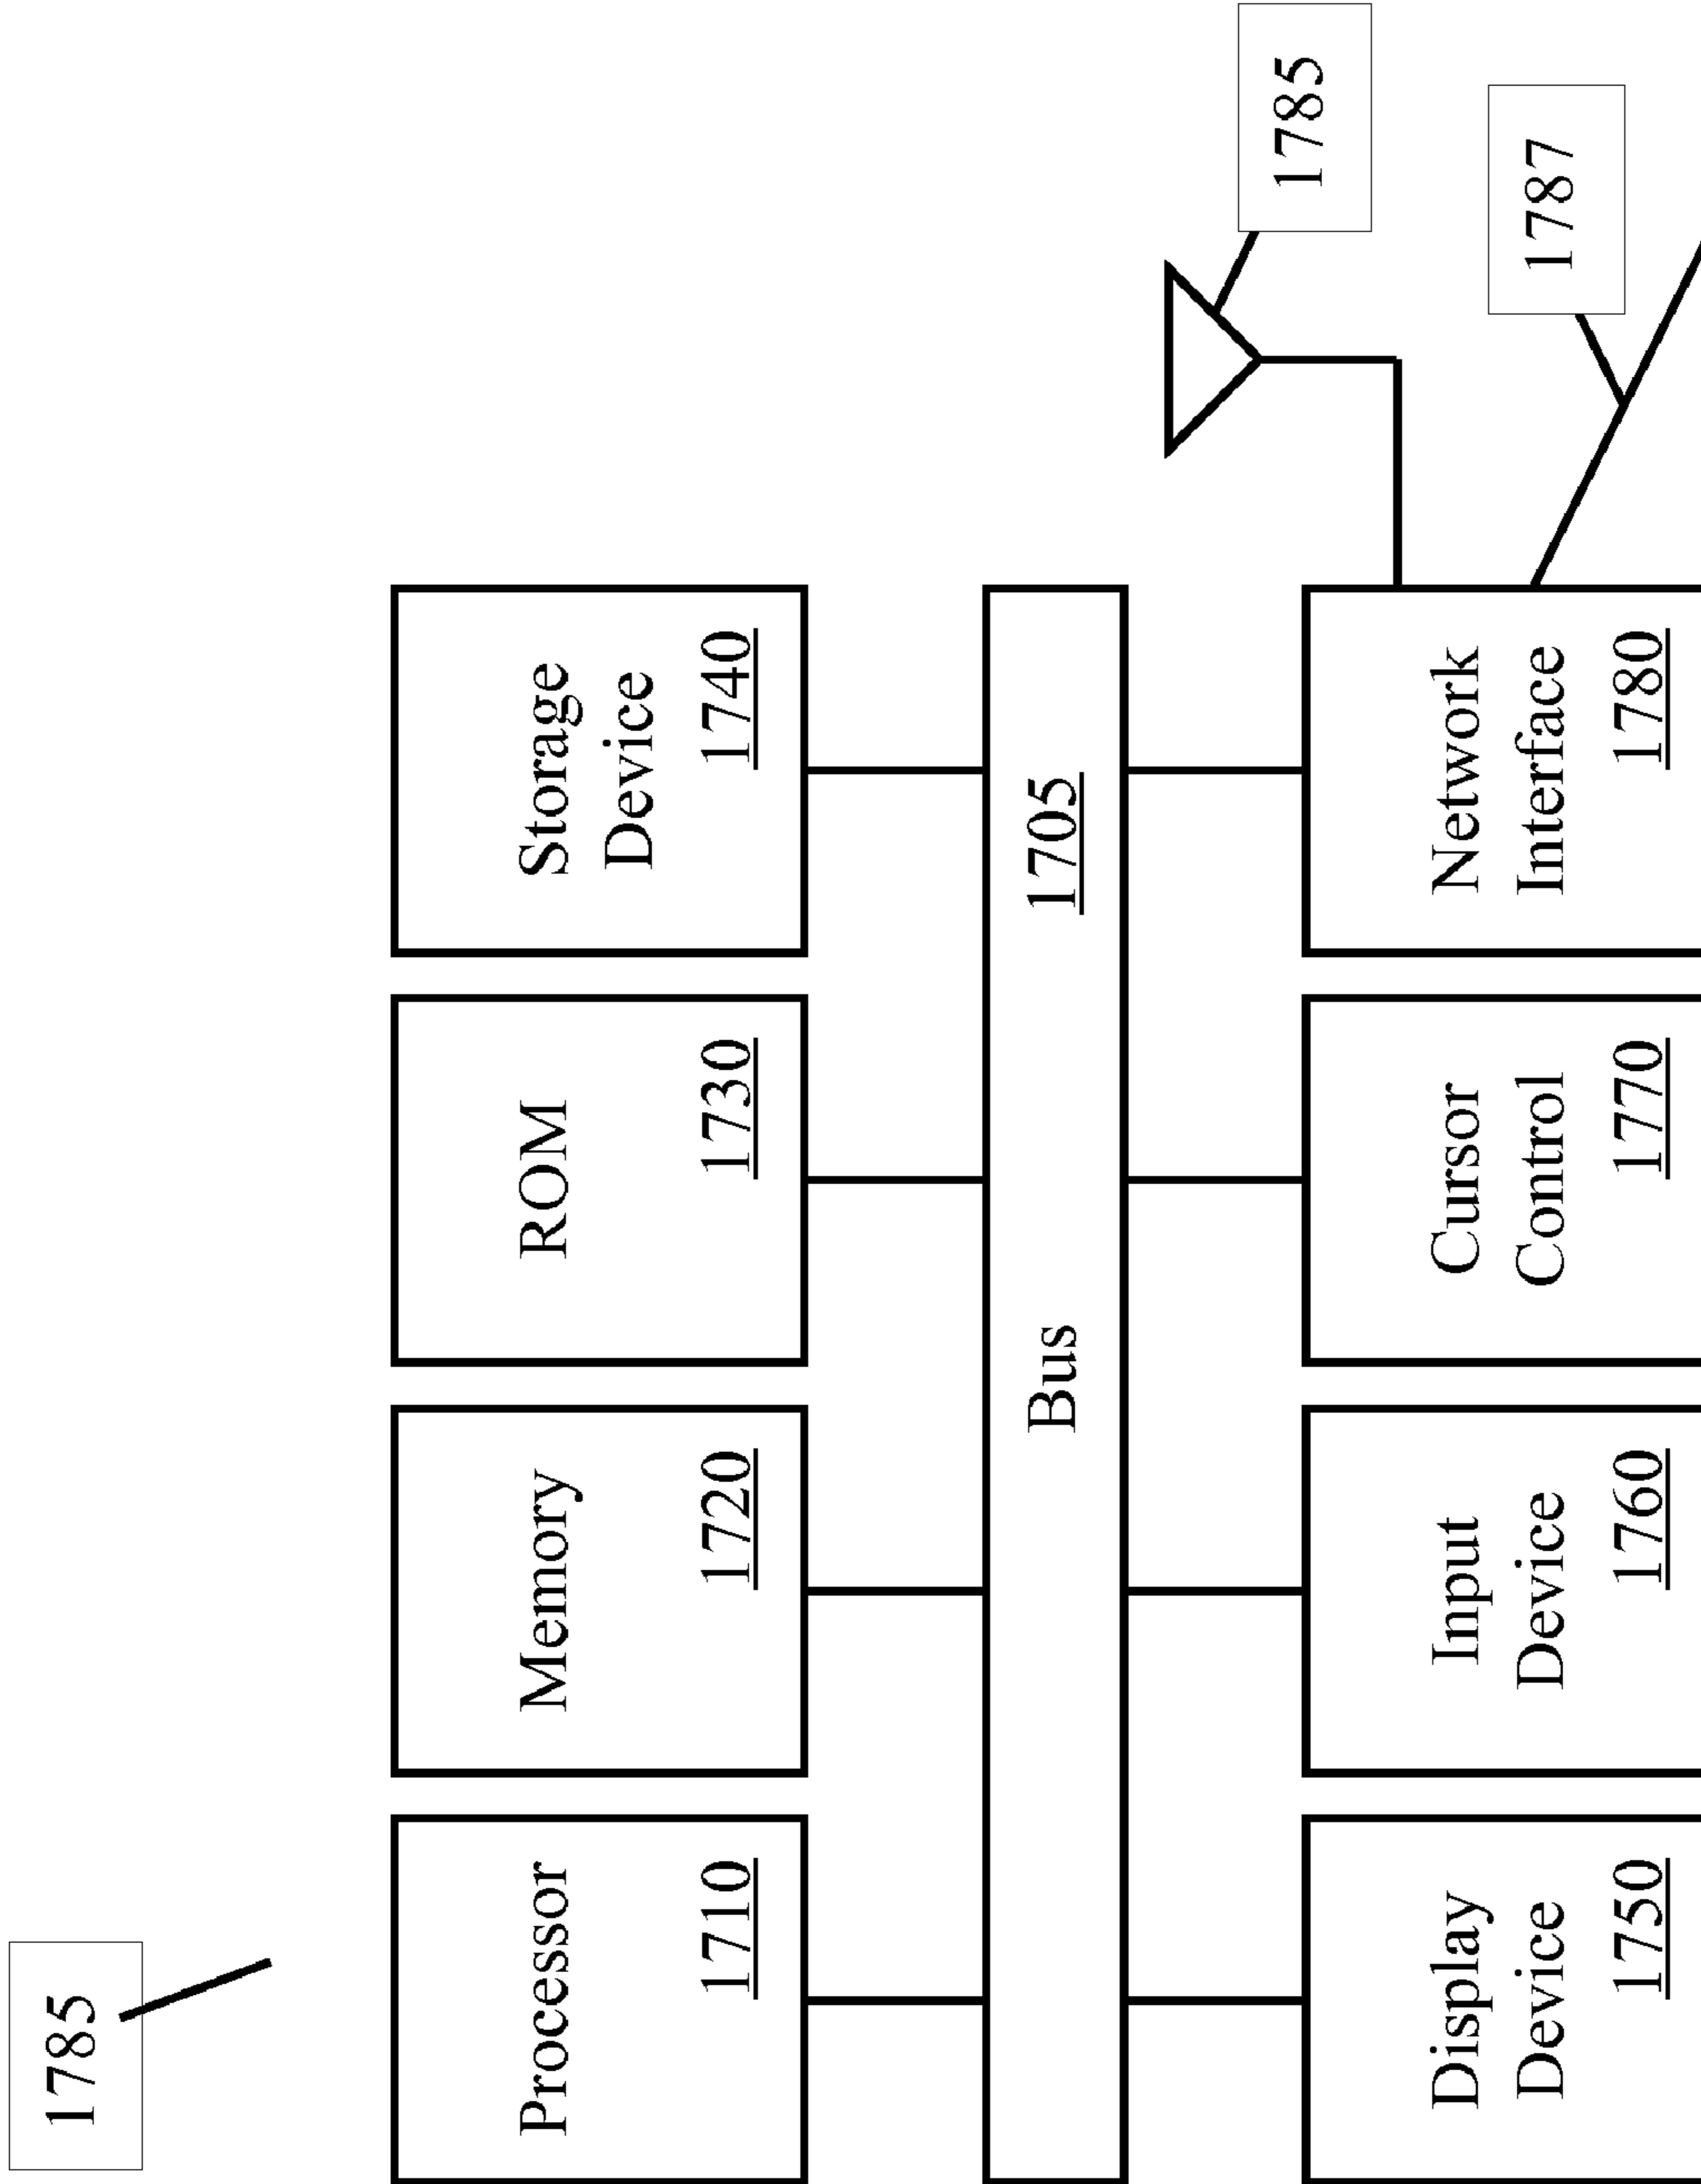 1785
Processor
1710
Memory
1720
ROM
1730
Storage
Device
1740
Bus
1705
1785
Display
Device
1750
Input
Device
1760
Cursor
Control
1770
Network
Interface
1780
1787